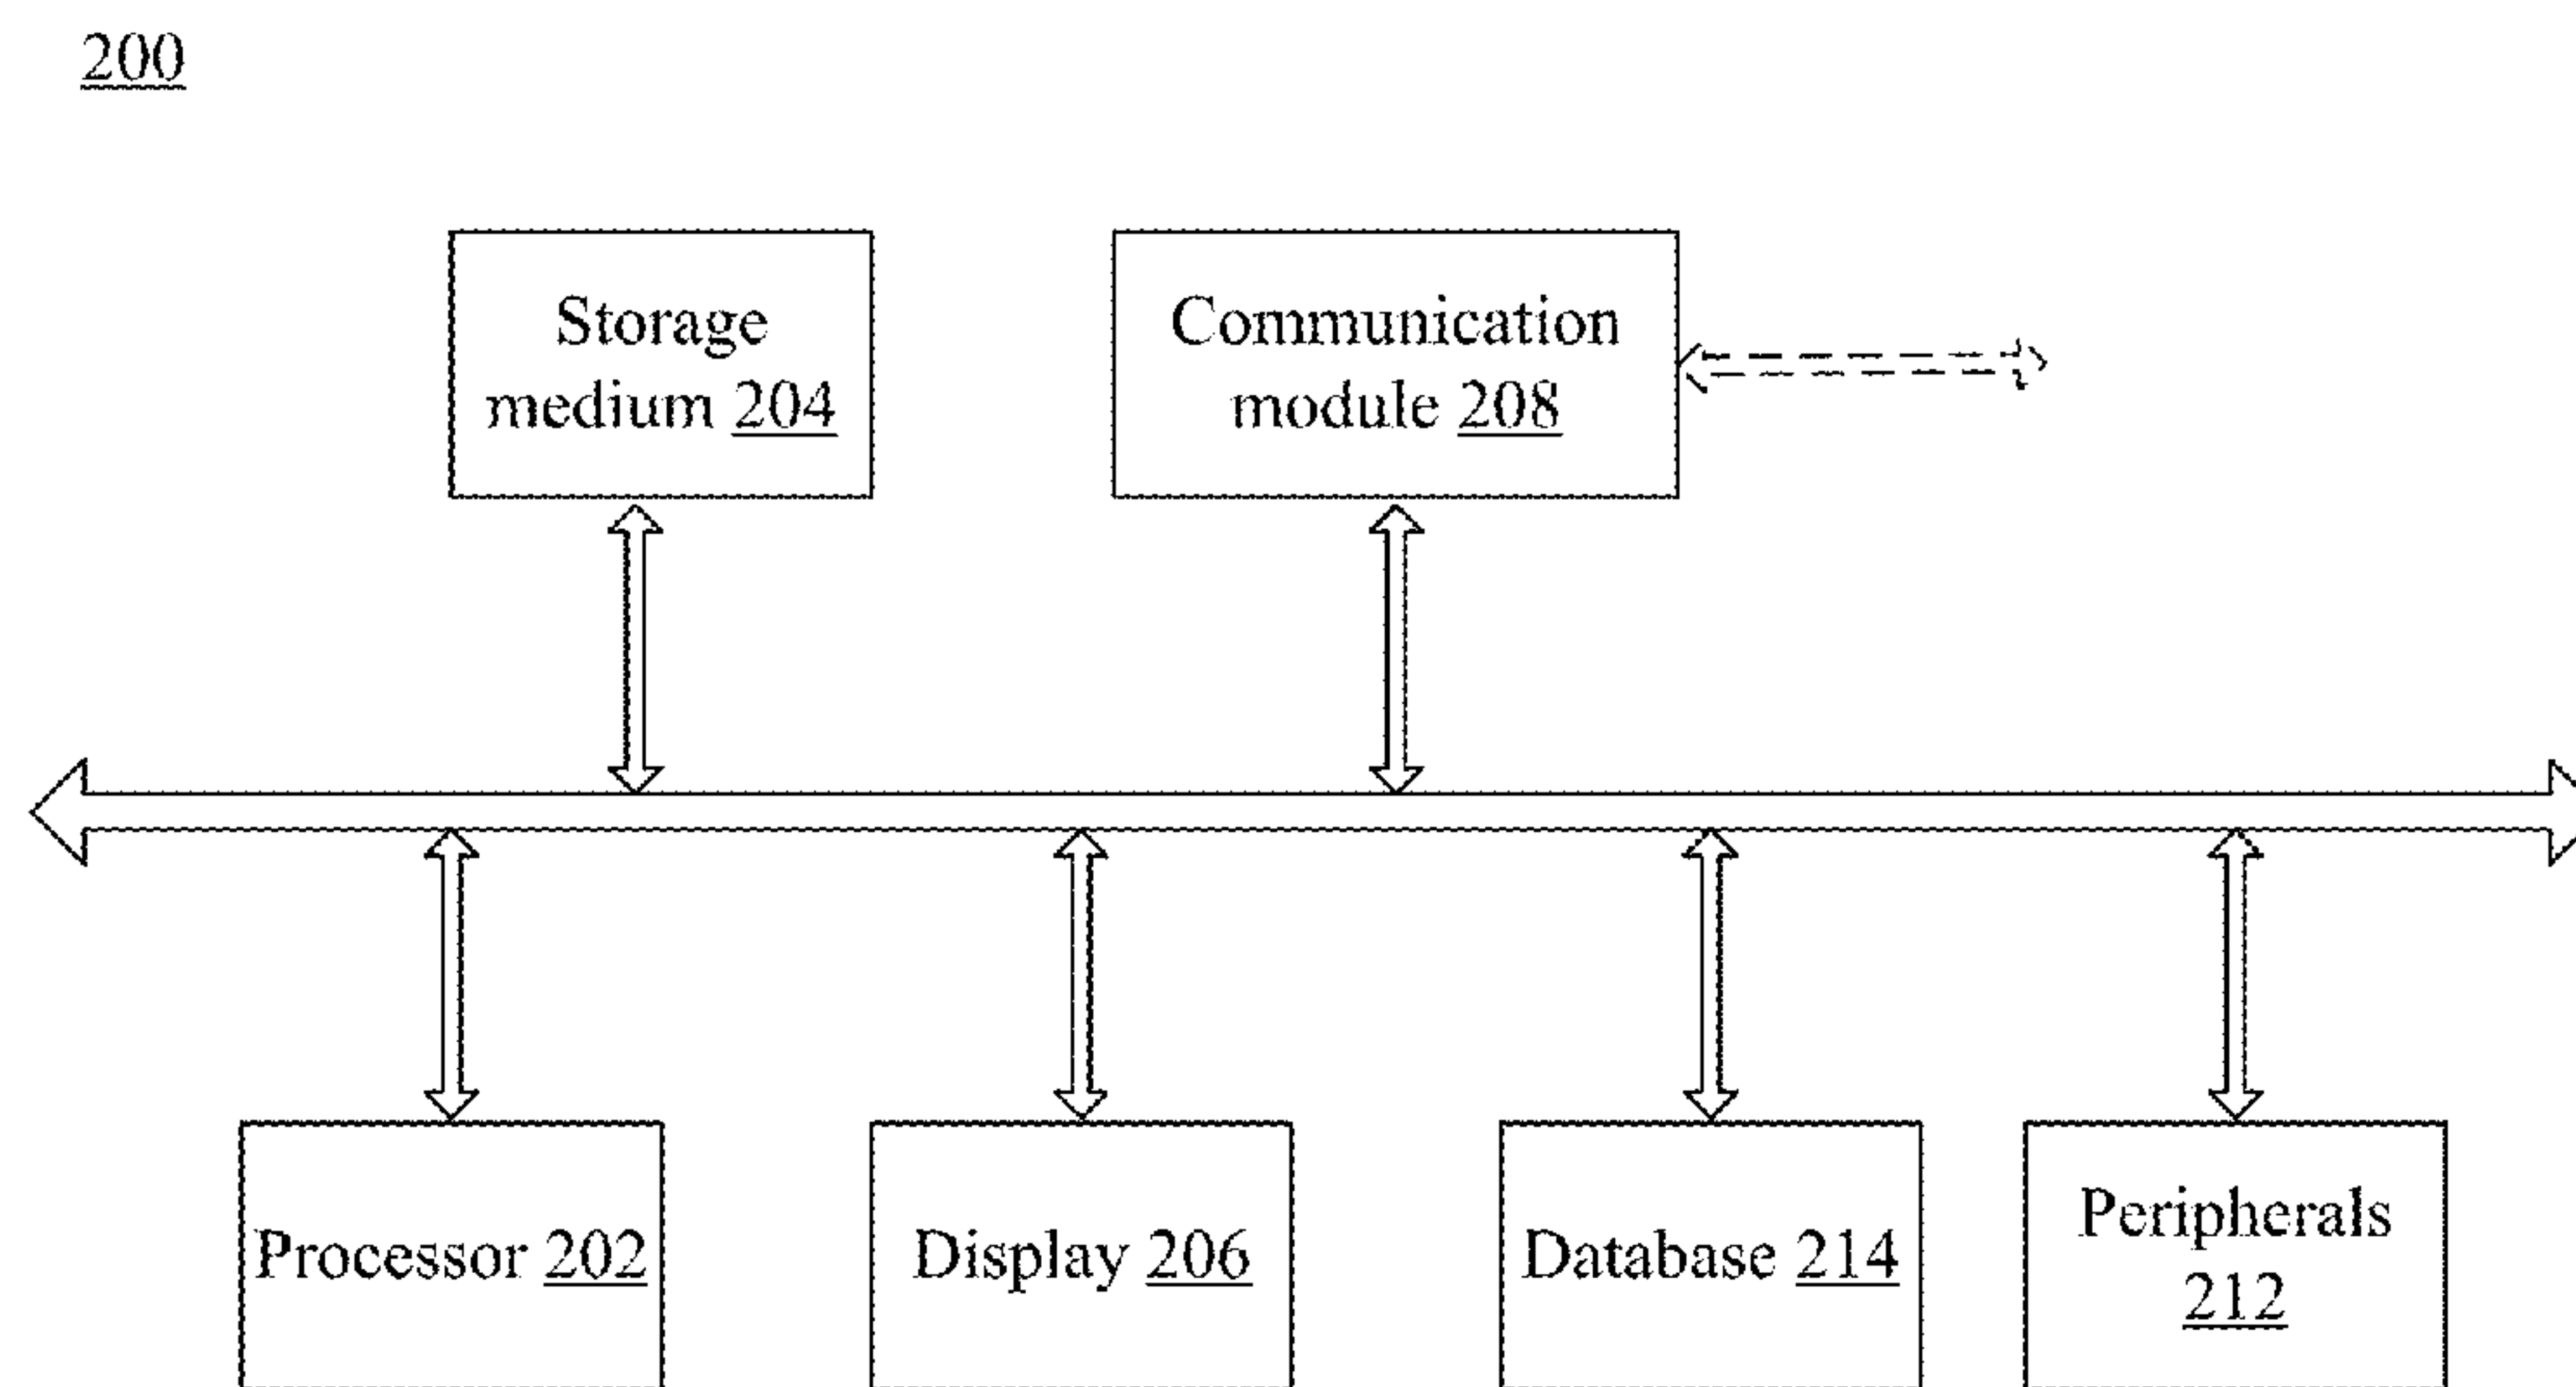 200
Storage
medium 204
Communication
module 208
Processor 202
Display 206
Database 214
Peripherals
212